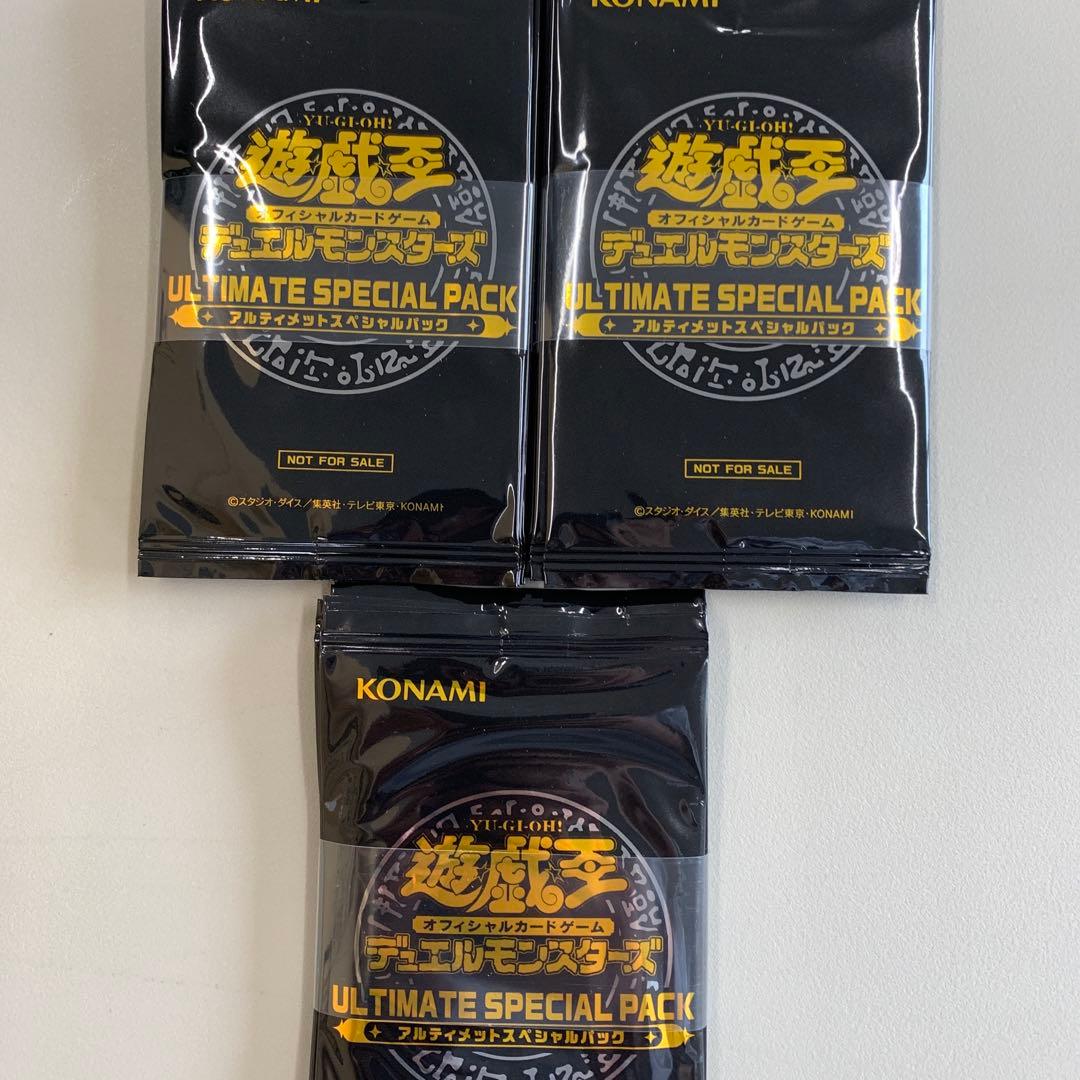 KONAMI
YU-GI-OH!
遊戯王
オフィシャルカードゲーム
デュエルモンスターズ
ULTIMATE SPECIAL PACK
アルティメットスペシャルパック
NOT FOR SALE
©スタジオ・ダイス/集英社・テレビ東京・KONAMI
KONAMI
YU-GI-OH!
遊戯王
オフィシャルカードゲーム
デュエルモンスターズ
ULTIMATE SPECIAL PACK
アルティメットスペシャルパック
NOT FOR SALE
©スタジオ・ダイス/集英社・テレビ東京・KONAMI
KONAMI
YU-GI-OH!
遊戯王
オフィシャルカードゲーム
デュエルモンスターズ
ULTIMATE SPECIAL PACK
アルティメットスペシャルパック